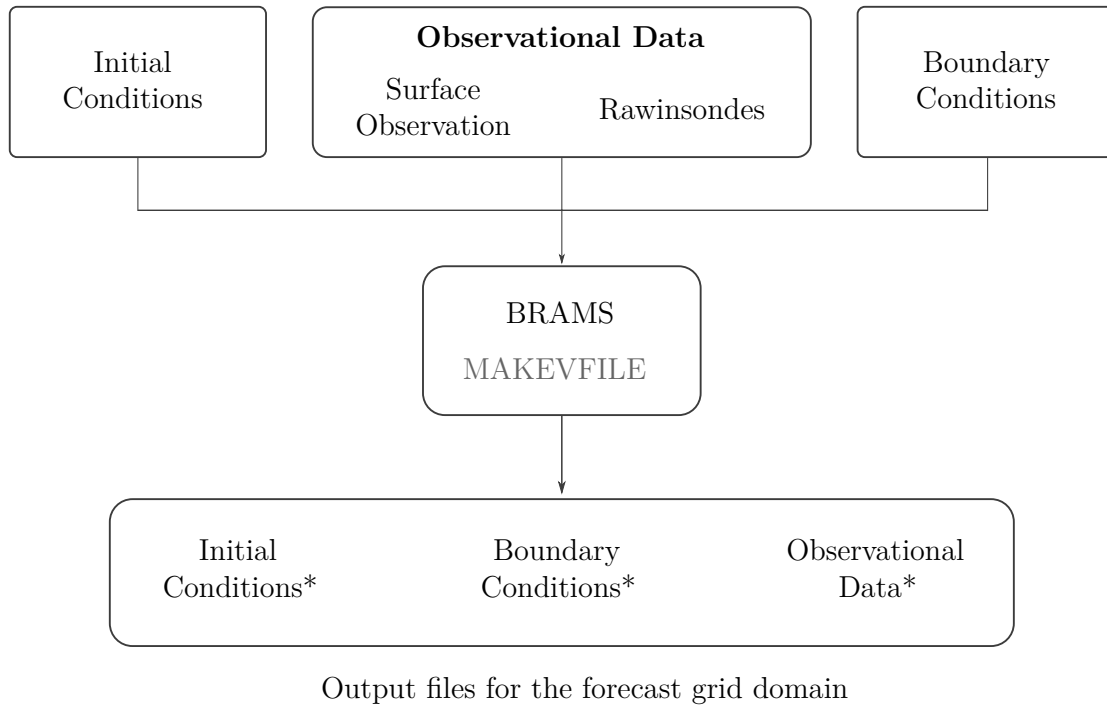 Initial
Conditions
Observational Data
Surface
Observation
Rawinsondes
Boundary
Conditions
BRAMS
MAKEVFILE
Initial
Conditions*
Boundary
Conditions*
Observational
Data*
Output files for the forecast grid domain